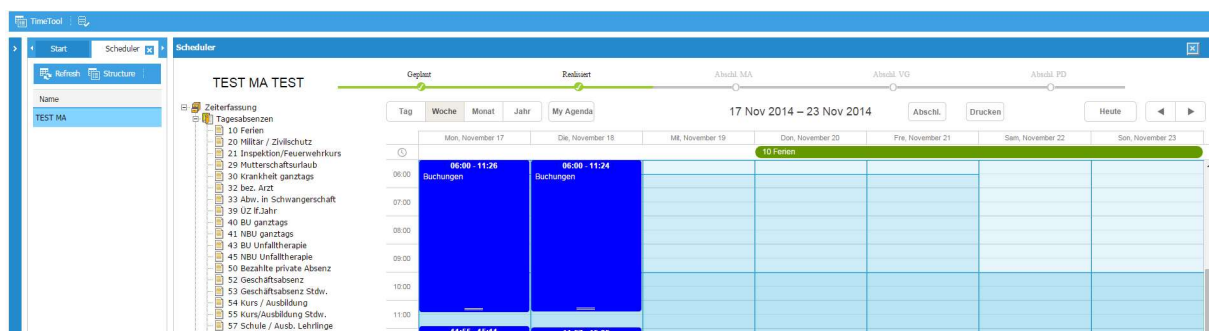 TimeTool
Start
Scheduler
Refresh
Structure
Name
TEST MA
Scheduler
TEST MA TEST
Geplant
Realisiert
Abschl. MA
Abschl. VG
Abschl. PD
Zeiterfassung
Tagesabsenzen
10 Ferien
20 Militär / Zivilschutz
21 Inspektion/Feuerwehrkurs
29 Mutterschaftsurlaub
30 Krankheit ganztags
32 bez. Arzt
33 Abw. in Schwangerschaft
39 ÜZ lf.Jahr
40 BU ganztags
41 NBU ganztags
43 BU Unfalltherapie
45 NBU Unfalltherapie
50 Bezahlte private Absenz
52 Geschäftsabsenz
53 Geschäftsabsenz Stdw.
54 Kurs / Ausbildung
55 Kurs/Ausbildung Stdw.
57 Schule / Ausb. Lehrlinge
Tag
Woche
Monat
Jahr
My Agenda
17 Nov 2014 – 23 Nov 2014
Abschl.
Drucken
Heute
Mon, November 17
Die, November 18
Mit, November 19
Don, November 20
Fre, November 21
Sam, November 22
Son, November 23
10 Ferien
06:00
07:00
08:00
09:00
10:00
11:00
06:00 - 11:26
Buchungen
06:00 - 11:24
Buchungen